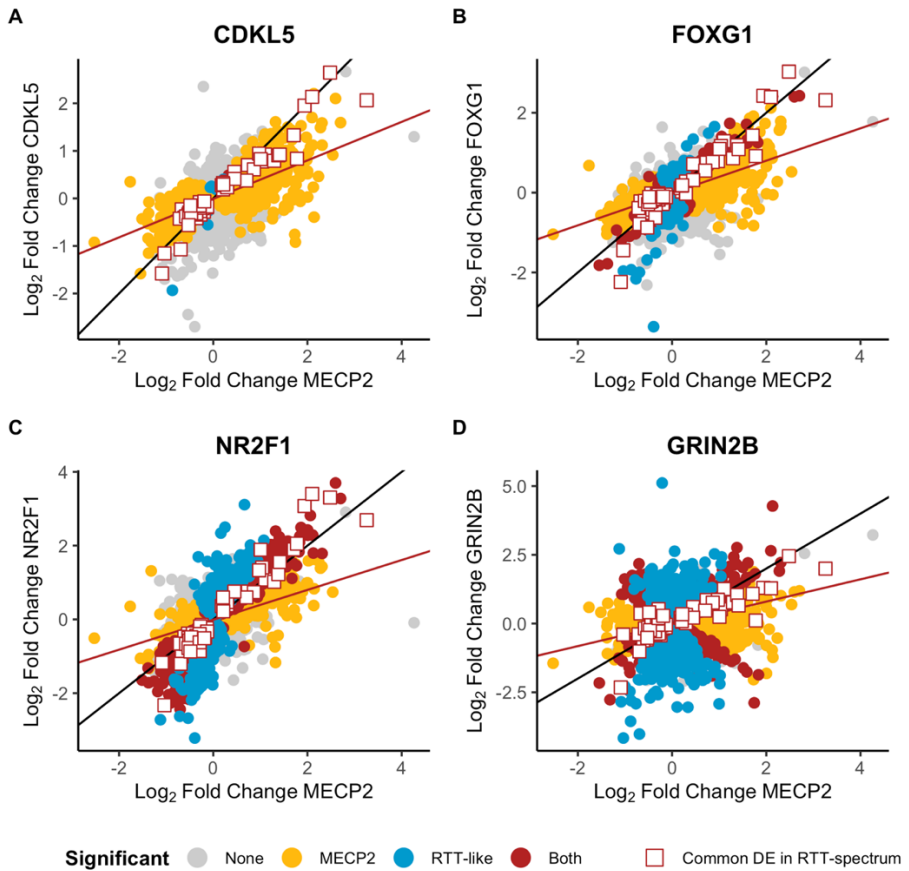 A
CDKL5
Log2 Fold Change CDKL5
2
1
0
-1
-2
-2 0 2 4
Log2 Fold Change MECP2
B
FOXG1
Log2 Fold Change FOXG1
2
0
-2
-2 0 2 4
Log2 Fold Change MECP2
C
NR2F1
Log2 Fold Change NR2F1
4
2
0
-2
-2 0 2 4
Log2 Fold Change MECP2
D
GRIN2B
Log2 Fold Change GRIN2B
5.0
2.5
0.0
-2.5
-2 0 2 4
Log2 Fold Change MECP2
Significant None MECP2 RTT-like Both Common DE in RTT-spectrum